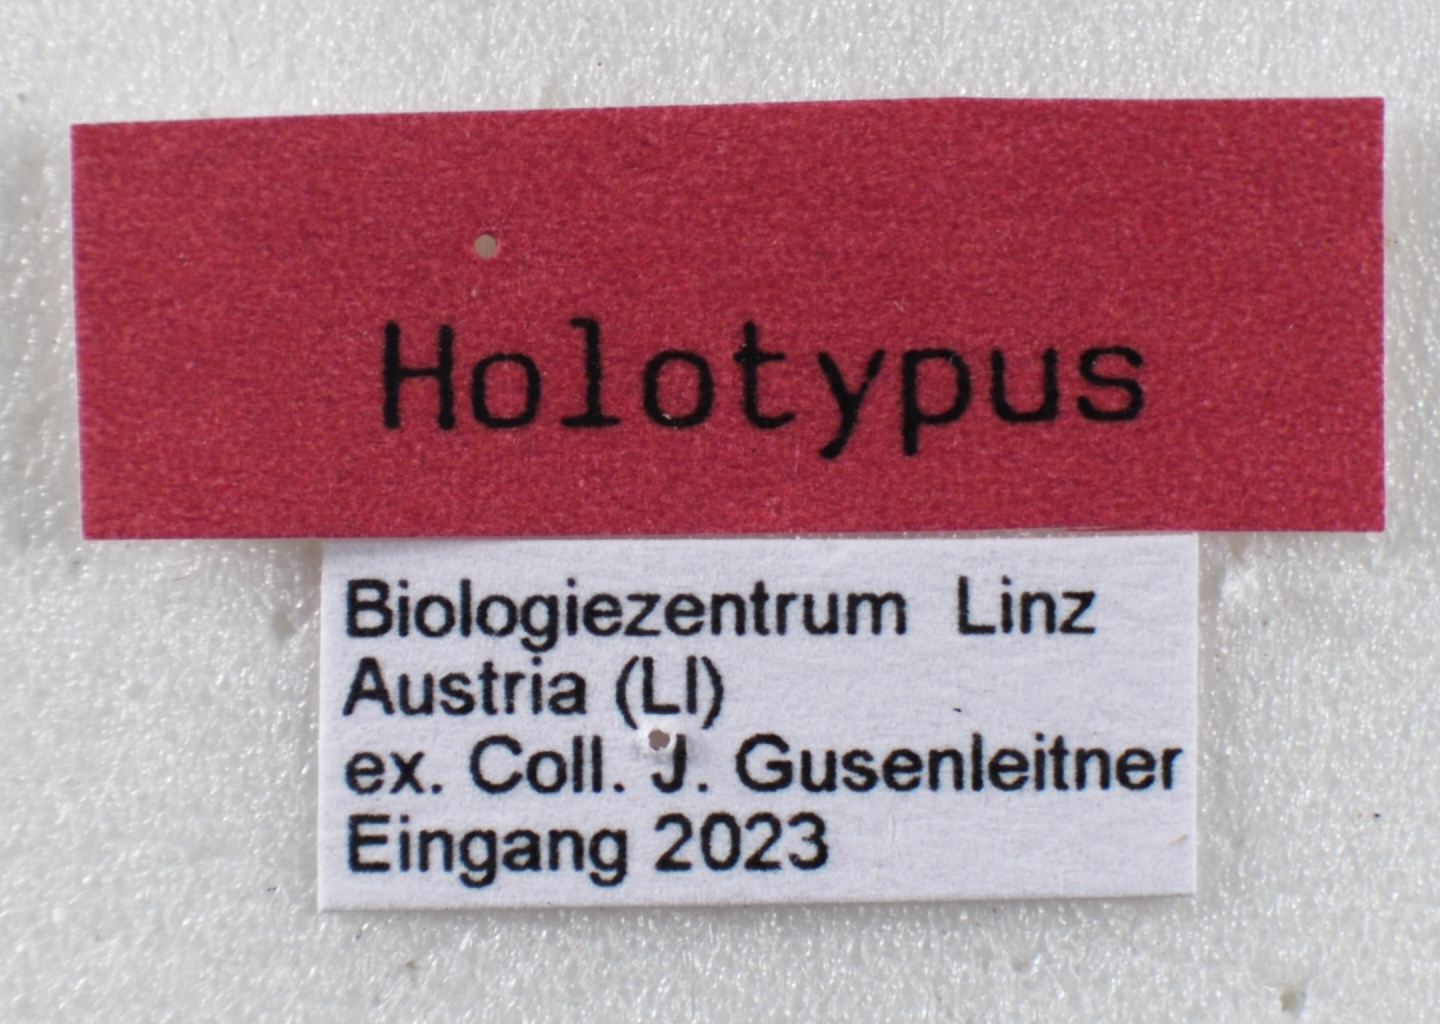 Holotypus
Biologiezentrum Linz
Austria (LI)
ex. Coll. J. Gusenleitner
Eingang 2023